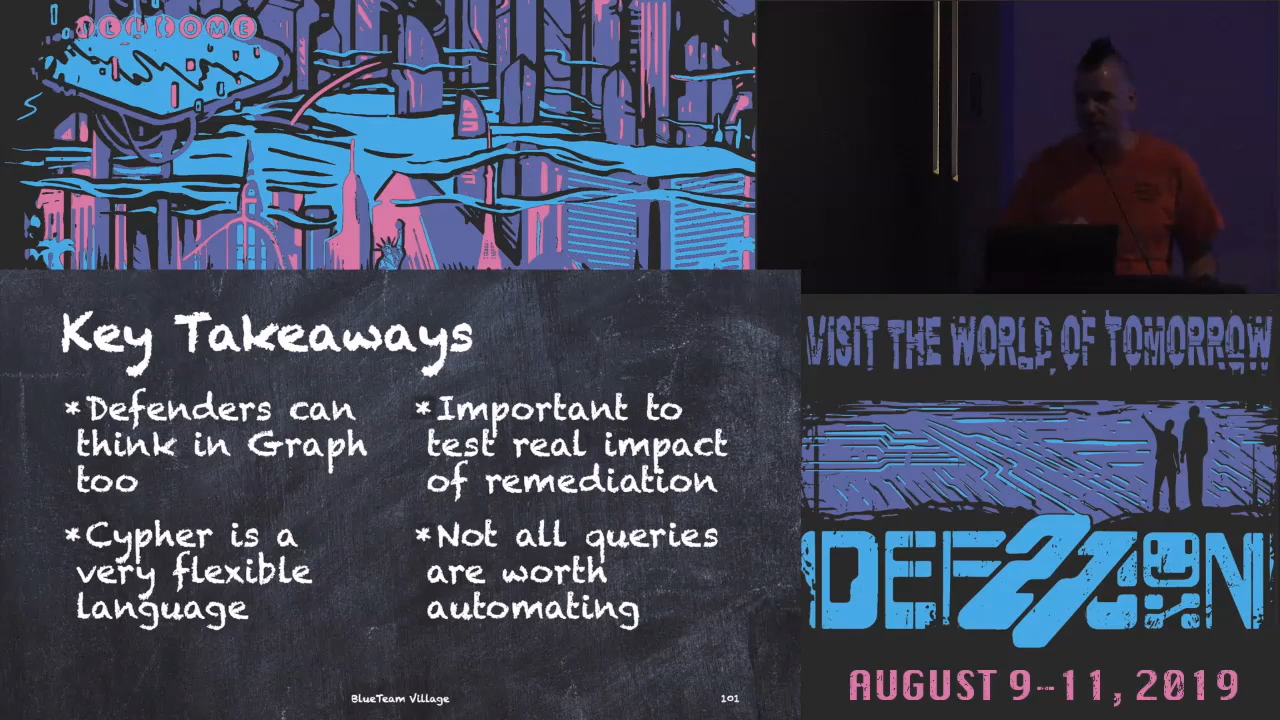 WELCOME
Key Takeaways
*Defenders can
think in Graph
too
*Cypher is a
very flexible
language
*Important to
test real impact
of remediation
*Not all queries
are worth
automating
BlueTeam Village
101
VISIT THE WORLD OF TOMORROW
DEF27CON
AUGUST 9-11, 2019